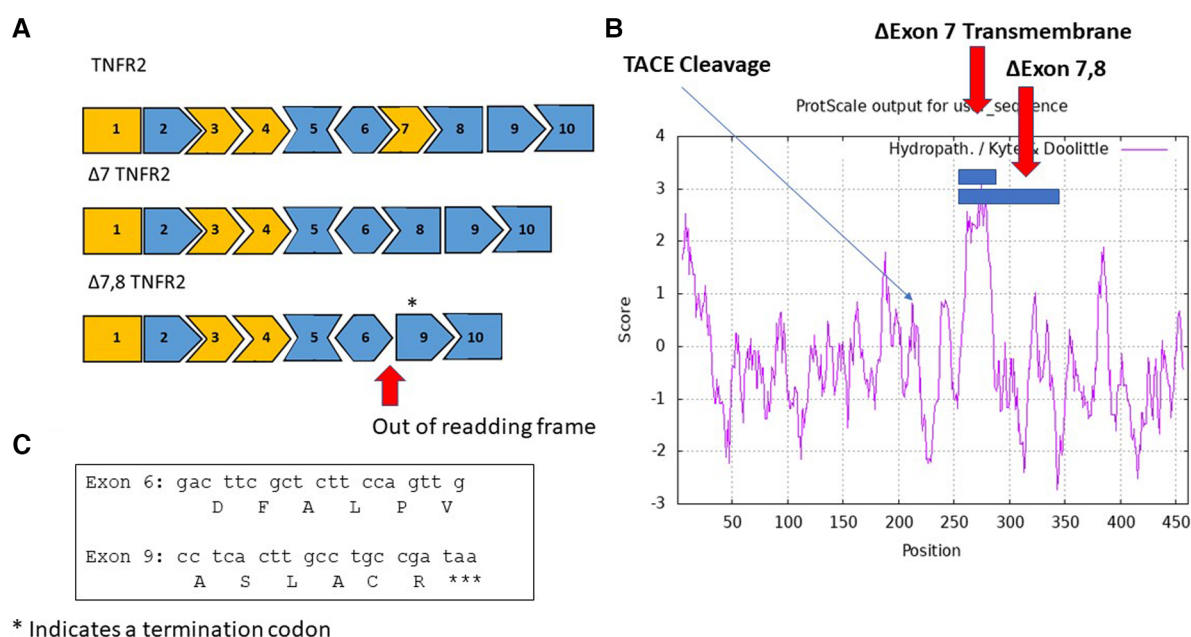 A
TNFR2
1 2 3 4 5 6 7 8 9 10
Δ7 TNFR2
1 2 3 4 5 6 8 9 10
Δ7,8 TNFR2
*
1 2 3 4 5 6 9 10
Out of readding frame
B
ΔExon 7 Transmembrane
TACE Cleavage
ΔExon 7,8
ProtScale output for user_sequence
Hydropath. / Kyte & Doolittle
4
3
2
1
0
-1
-2
-3
Score
50 100 150 200 250 300 350 400 450
Position
C
Exon 6: gac ttc gct ctt cca gtt g
D F A L P V
Exon 9: cc tca ctt gcc tgc cga taa
A S L A C R ***
* Indicates a termination codon